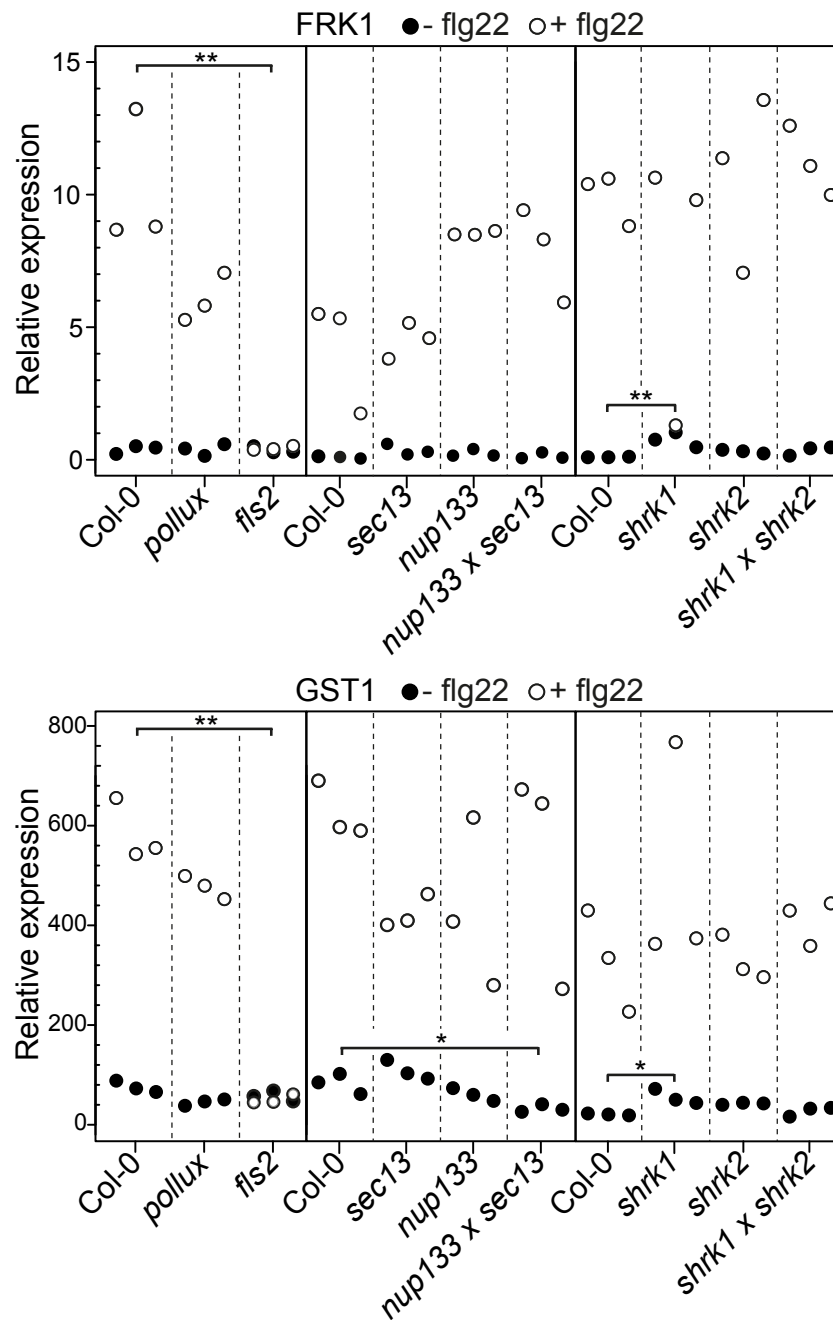 FRK1 ●- flg22 ○+ flg22
Relative expression
15
10
5
0
**
**
Col-0
pollux
fls2
Col-0
sec13
nup133
nup133 x sec13
Col-0
shrk1
shrk2
shrk1 x shrk2
GST1 ●- flg22 ○+ flg22
Relative expression
800
600
400
200
0
**
*
*
Col-0
pollux
fls2
Col-0
sec13
nup133
nup133 x sec13
Col-0
shrk1
shrk2
shrk1 x shrk2